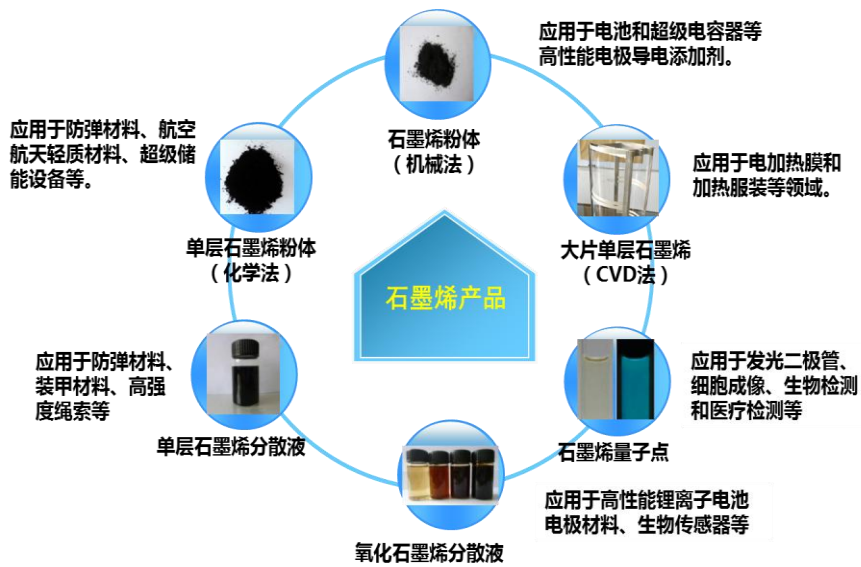 应用于电池和超级电容器等
高性能电极导电添加剂。
石墨烯粉体
（机械法）
应用于防弹材料、航空
航天轻质材料、超级储
能设备等。
单层石墨烯粉体
（化学法）
应用于电加热膜和
加热服装等领域。
大片单层石墨烯
（CVD法）
石墨烯产品
应用于防弹材料、
装甲材料、高强
度绳索等
单层石墨烯分散液
应用于发光二极管、
细胞成像、生物检测
和医疗检测等
石墨烯量子点
应用于高性能锂离子电池
电极材料、生物传感器等
氧化石墨烯分散液